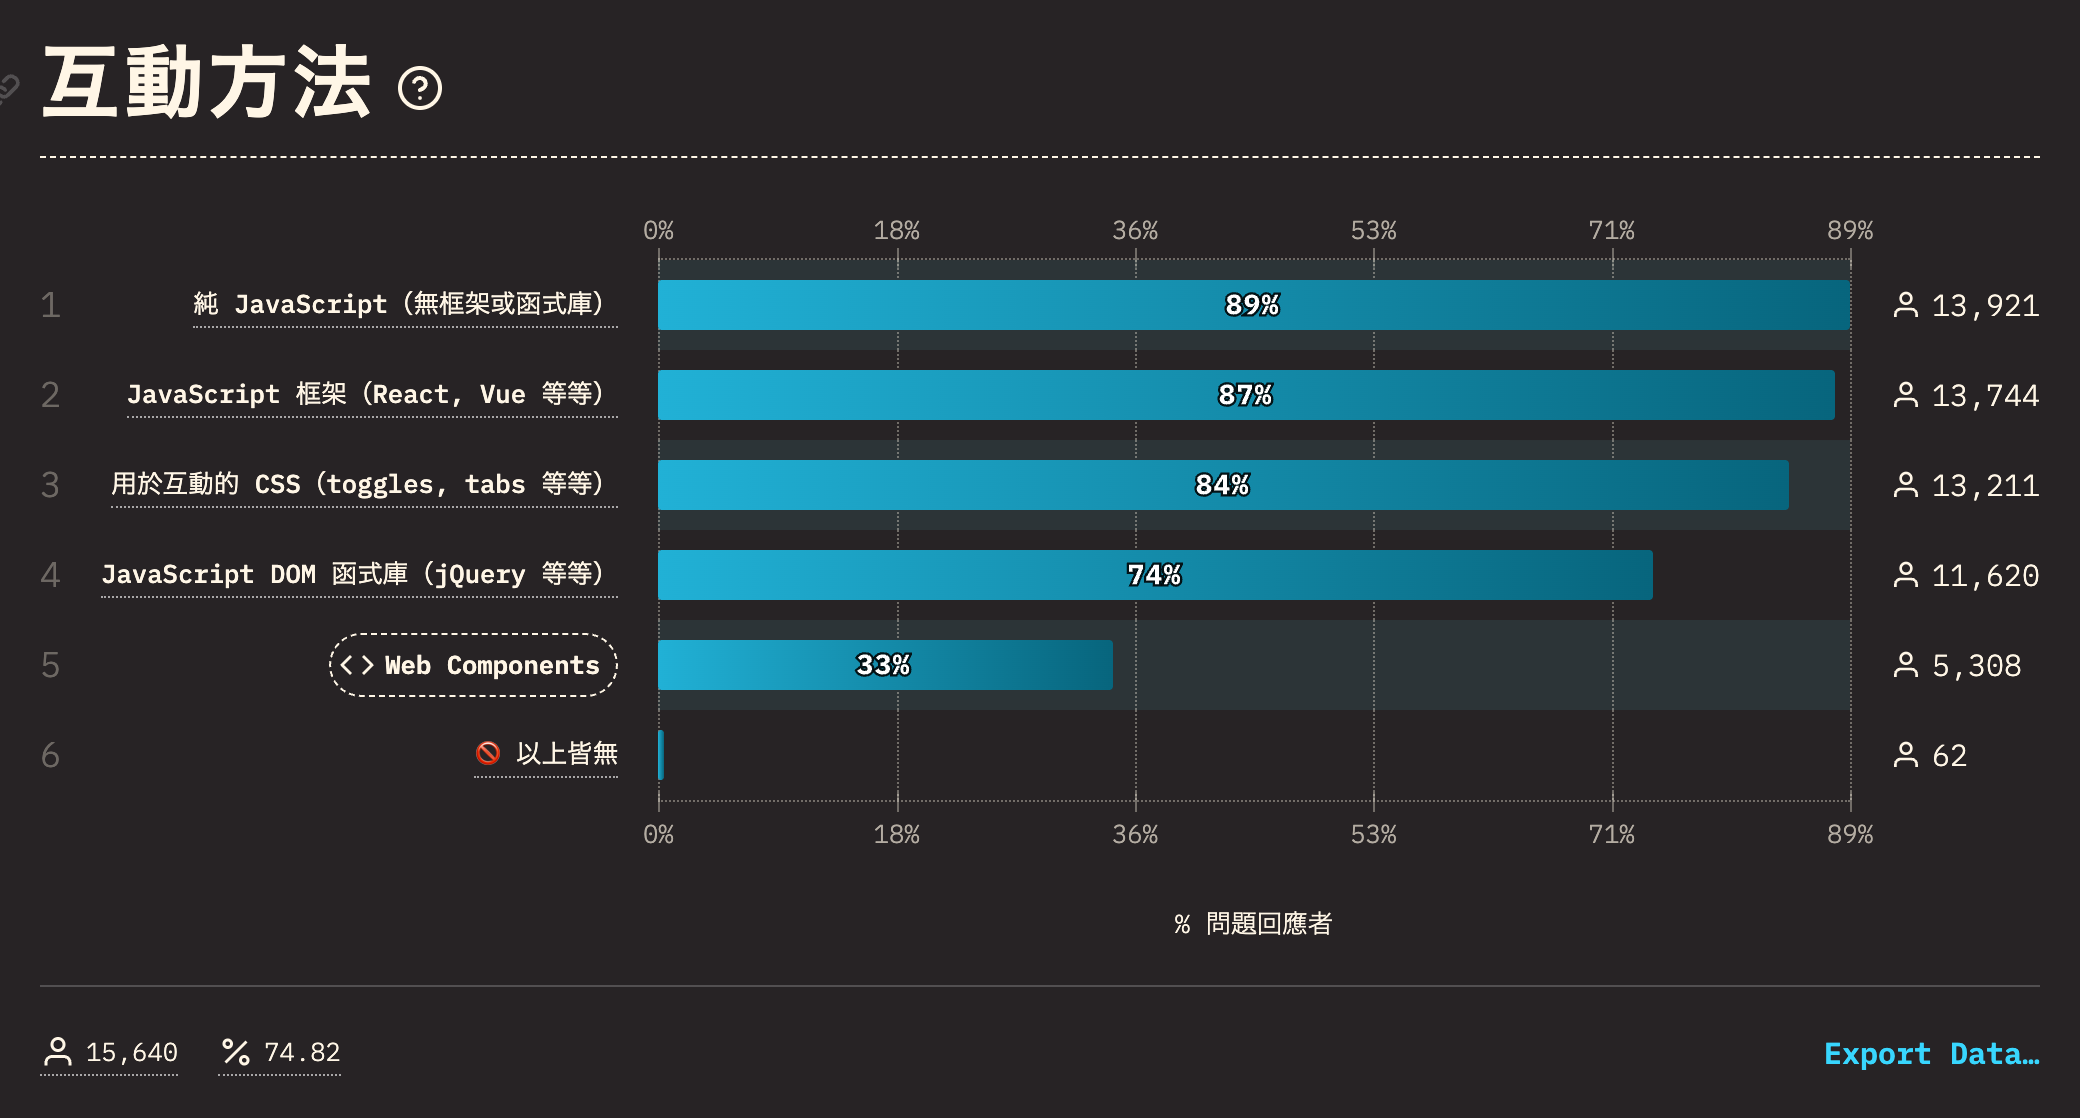 互動方法
0% 18% 36% 53% 71% 89%
1 純 JavaScript（無框架或函式庫） 89% 13,921
2 JavaScript 框架（React, Vue 等等） 87% 13,744
3 用於互動的 CSS（toggles, tabs 等等） 84% 13,211
4 JavaScript DOM 函式庫（jQuery 等等） 74% 11,620
5 <> Web Components 33% 5,308
6 🚫 以上皆無 62
0% 18% 36% 53% 71% 89%
% 問題回應者
15,640 % 74.82 Export Data…